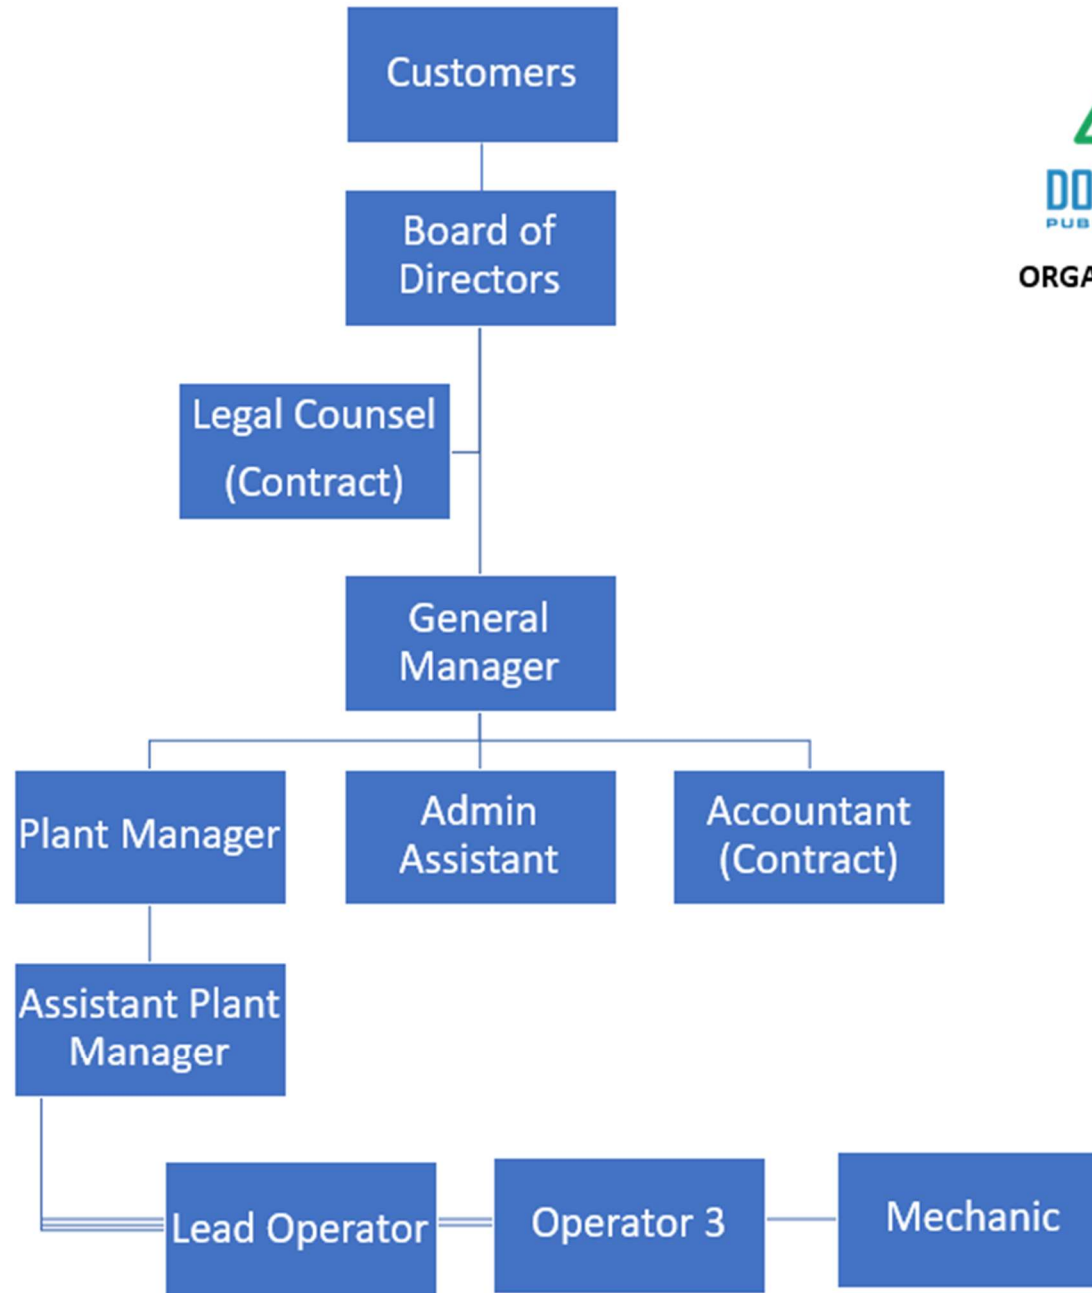 Customers
Board of
Directors
Legal Counsel
(Contract)
General
Manager
Plant Manager
Admin
Assistant
Accountant
(Contract)
Assistant Plant
Manager
Lead Operator
Operator 3
Mechanic